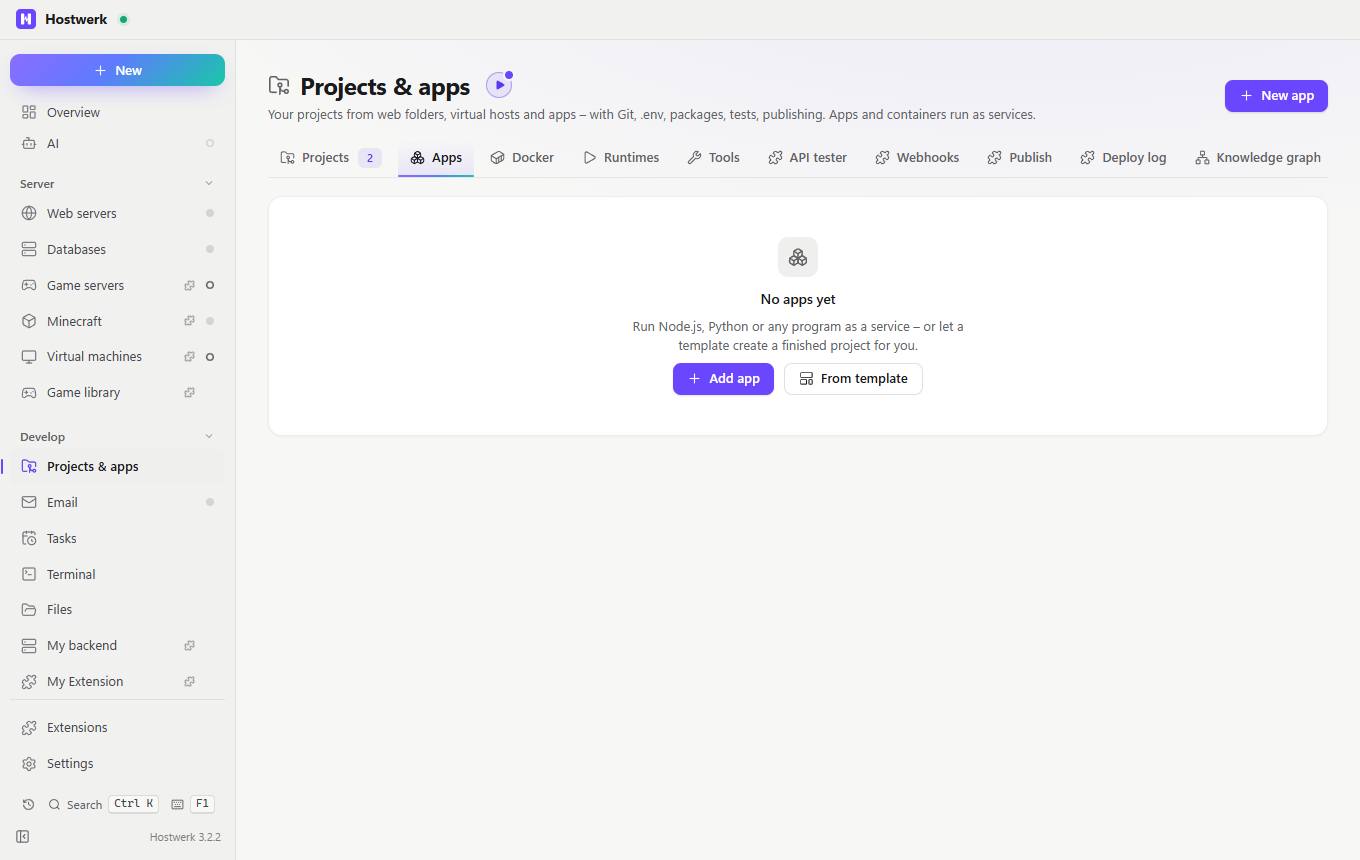 Hostwerk
New
Overview
AI
Server
Web servers
Databases
Game servers
Minecraft
Virtual machines
Game library
Develop
Projects & apps
Email
Tasks
Terminal
Files
My backend
My Extension
Extensions
Settings
Search Ctrl K F1
Hostwerk 3.2.2
Projects & apps
Your projects from web folders, virtual hosts and apps – with Git, .env, packages, tests, publishing. Apps and containers run as services.
New app
Projects 2 Apps Docker Runtimes Tools API tester Webhooks Publish Deploy log Knowledge graph
No apps yet
Run Node.js, Python or any program as a service – or let a
template create a finished project for you.
Add app From template